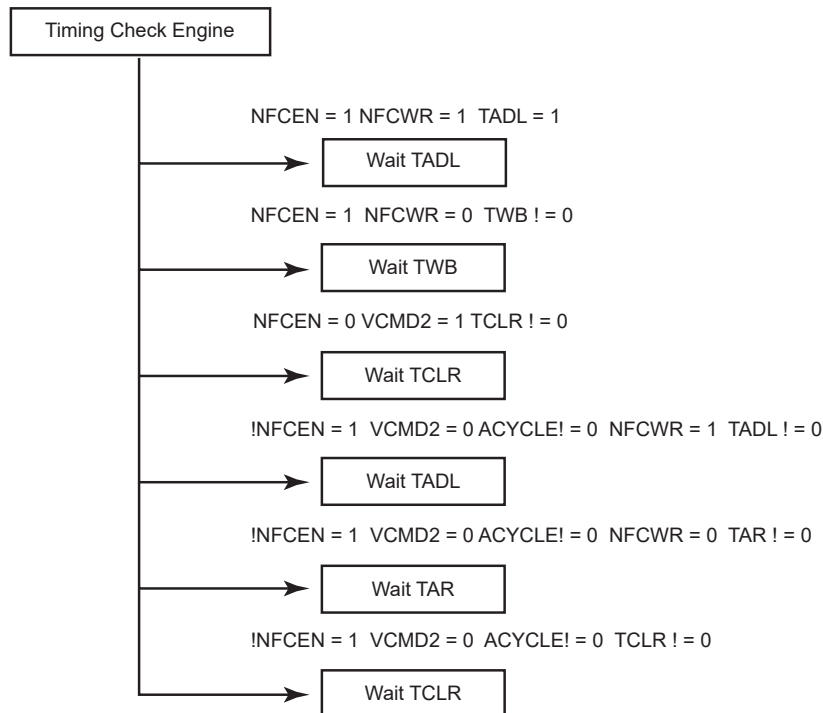 Timing Check Engine
NFCEN = 1 NFCWR = 1 TADL = 1
Wait TADL
NFCEN = 1 NFCWR = 0 TWB ! = 0
Wait TWB
NFCEN = 0 VCMD2 = 1 TCLR ! = 0
Wait TCLR
!NFCEN = 1 VCMD2 = 0 ACYCLE! = 0 NFCWR = 1 TADL ! = 0
Wait TADL
!NFCEN = 1 VCMD2 = 0 ACYCLE! = 0 NFCWR = 0 TAR ! = 0
Wait TAR
!NFCEN = 1 VCMD2 = 0 ACYCLE! = 0 TCLR ! = 0
Wait TCLR